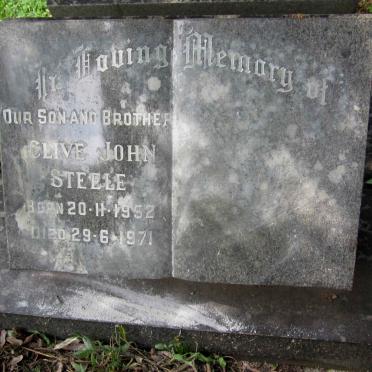 In Loving Memory of
OUR SON AND BROTHER
CLIVE JOHN
STEELE
BORN 20-11-1952
DIED 29-6-1971